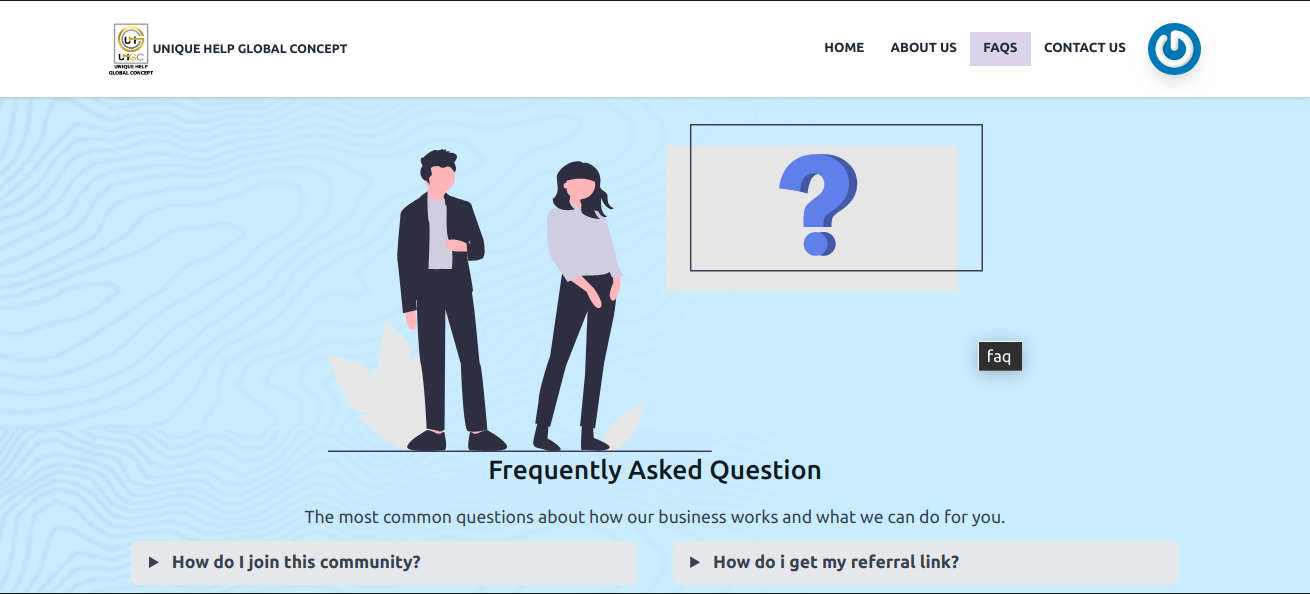 UHGC
UNIQUE HELP
GLOBAL CONCEPT
UNIQUE HELP GLOBAL CONCEPT
HOME ABOUT US FAQS CONTACT US
?
faq
Frequently Asked Question
The most common questions about how our business works and what we can do for you.
How do I join this community? How do i get my referral link?